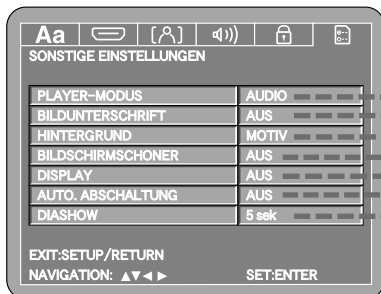 Aa
SONSTIGE EINSTELLUNGEN
PLAYER-MODUS AUDIO
BILDUNTERSCHRIFT AUS
HINTERGRUND MOTIV
BILDSCHIRMSCHONER AUS
DISPLAY AUS
AUTO. ABSCHALTUNG AUS
DIASHOW 5 sek
EXIT:SETUP/RETURN
NAVIGATION: ▲▼◄► SET:ENTER